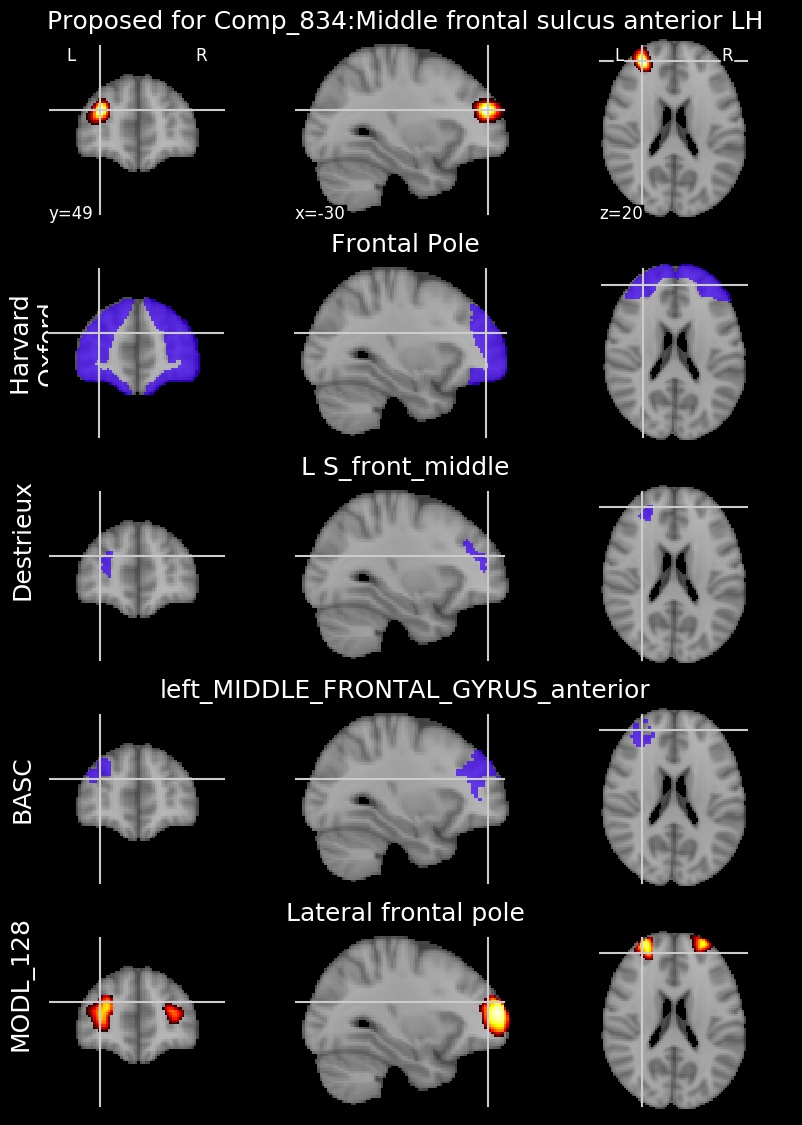 Proposed for Comp_834:Middle frontal sulcus anterior LH
L R L R
y=49 x=-30 z=20
Frontal Pole
Harvard
Oxford
L S_front_middle
Destrieux
left_MIDDLE_FRONTAL_GYRUS_anterior
BASC
Lateral frontal pole
MODL_128